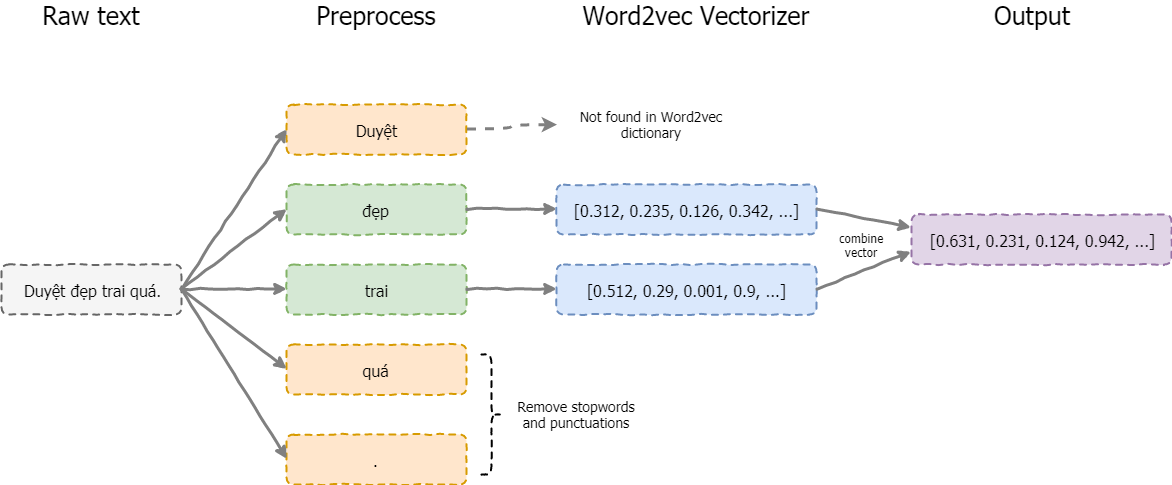 Raw text
Preprocess
Word2vec Vectorizer
Output
Duyệt
Not found in Word2vec
dictionary
đẹp
[0.312, 0.235, 0.126, 0.342, ...]
combine
vector
[0.631, 0.231, 0.124, 0.942, ...]
Duyệt đẹp trai quá.
trai
[0.512, 0.29, 0.001, 0.9, ...]
quá
Remove stopwords
and punctuations
.